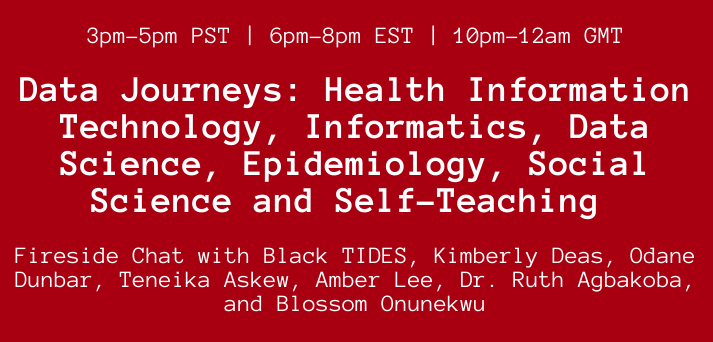 3pm-5pm PST | 6pm-8pm EST | 10pm-12am GMT
Data Journeys: Health Information
Technology, Informatics, Data
Science, Epidemiology, Social
Science and Self-Teaching
Fireside Chat with Black TIDES, Kimberly Deas, Odane
Dunbar, Teneika Askew, Amber Lee, Dr. Ruth Agbakoba,
and Blossom Onunekwu